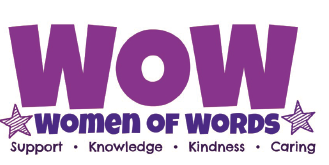 WOW
WOMEN OF WORDS
Support • Knowledge • Kindness • Caring